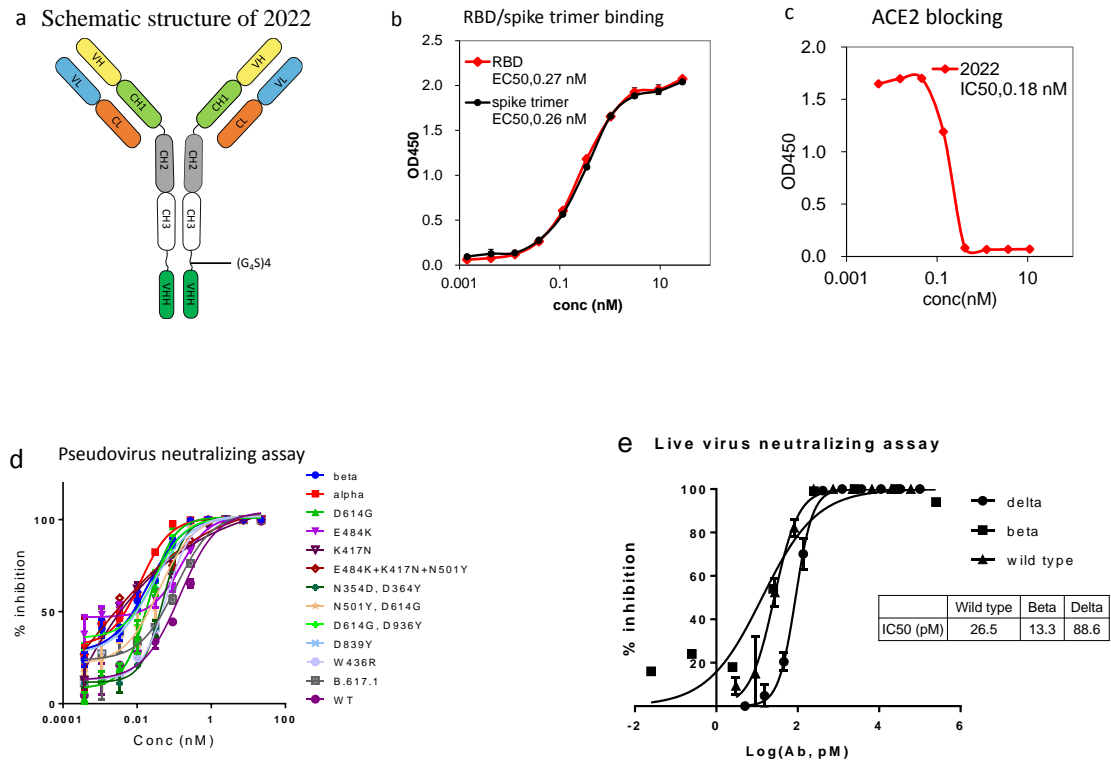 a Schematic structure of 2022
VH
VL
CH1
CL
VH
VL
CH1
CL
CH2
CH2
CH3
CH3
(G₄S)4
VHH
VHH
b
RBD/spike trimer binding
RBD
EC50,0.27 nM
spike trimer
EC50,0.26 nM
OD450
2.5
2.0
1.5
1.0
0.5
0.0
0.001
0.1
10
conc (nM)
c
ACE2 blocking
2022
IC50,0.18 nM
OD450
2.0
1.5
1.0
0.5
0.0
0.001
0.1
10
conc(nM)
d
Pseudovirus neutralizing assay
% inhibition
100
50
0
0.0001
0.01
1
100
Conc (nM)
beta
alpha
D614G
E484K
K417N
E484K+K417N+N501Y
N354D, D364Y
N501Y, D614G
D614G, D936Y
D839Y
W436R
B.617.1
WT
e
Live virus neutralizing assay
% inhibition
100
80
60
40
20
-2
0
2
4
6
Log(Ab, pM)
delta
beta
wild type
Wild type Beta Delta
IC50 (pM) 26.5 13.3 88.6